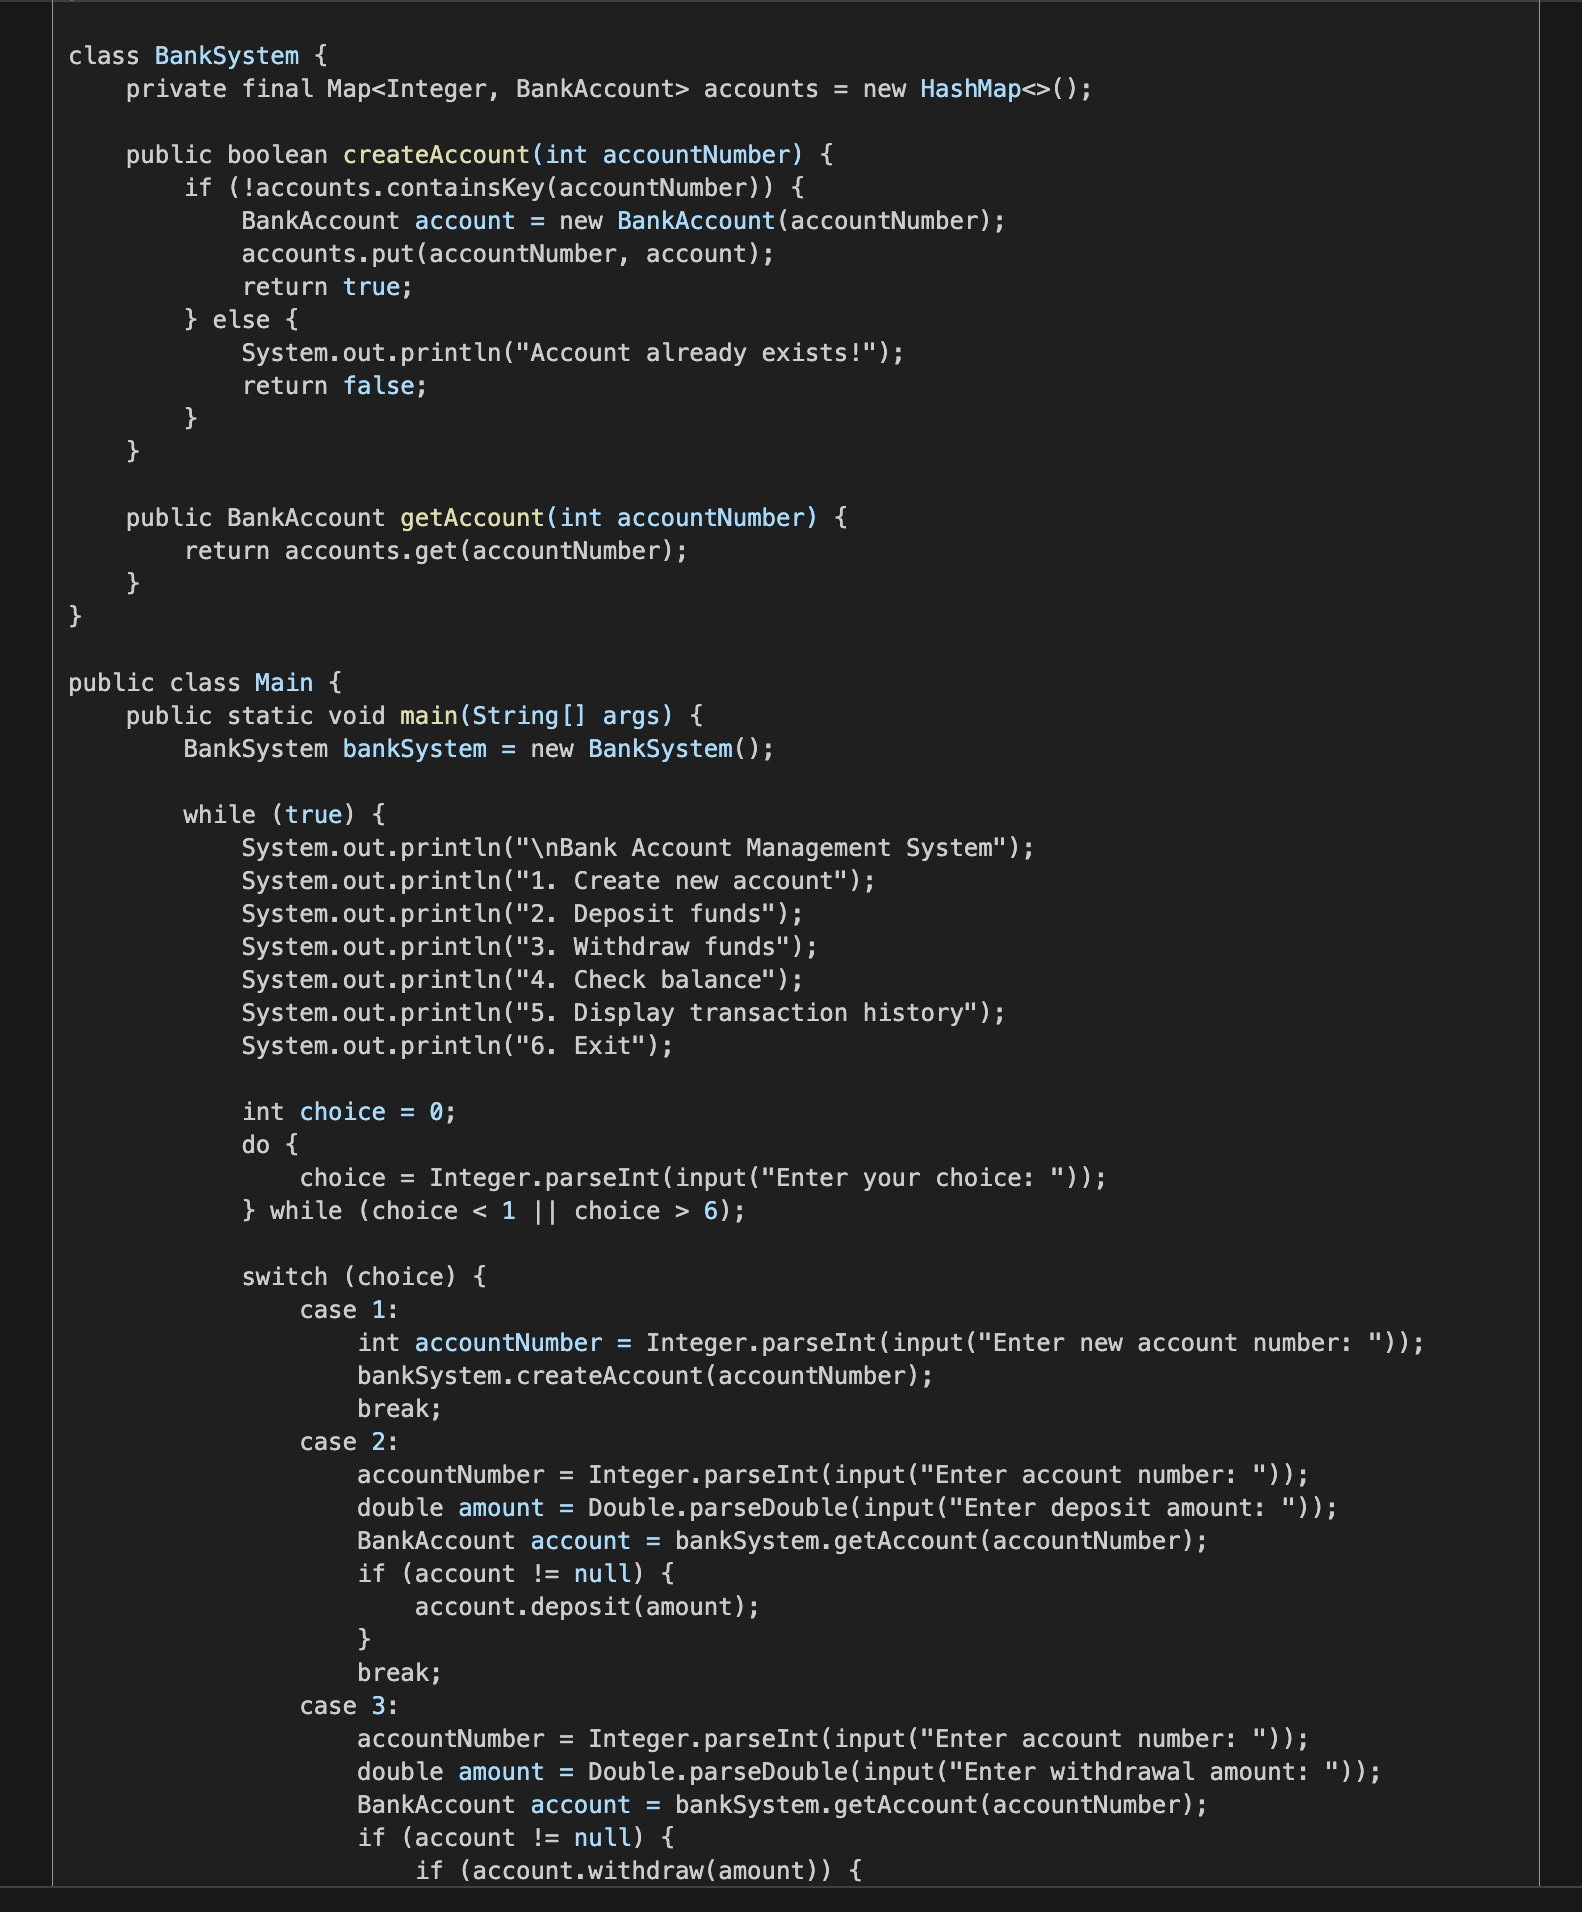 class BankSystem {
    private final Map<Integer, BankAccount> accounts = new HashMap<>();

    public boolean createAccount(int accountNumber) {
        if (!accounts.containsKey(accountNumber)) {
            BankAccount account = new BankAccount(accountNumber);
            accounts.put(accountNumber, account);
            return true;
        } else {
            System.out.println("Account already exists!");
            return false;
        }
    }

    public BankAccount getAccount(int accountNumber) {
        return accounts.get(accountNumber);
    }
}

public class Main {
    public static void main(String[] args) {
        BankSystem bankSystem = new BankSystem();

        while (true) {
            System.out.println("\nBank Account Management System");
            System.out.println("1. Create new account");
            System.out.println("2. Deposit funds");
            System.out.println("3. Withdraw funds");
            System.out.println("4. Check balance");
            System.out.println("5. Display transaction history");
            System.out.println("6. Exit");

            int choice = 0;
            do {
                choice = Integer.parseInt(input("Enter your choice: "));
            } while (choice < 1 || choice > 6);

            switch (choice) {
                case 1:
                    int accountNumber = Integer.parseInt(input("Enter new account number: "));
                    bankSystem.createAccount(accountNumber);
                    break;
                case 2:
                    accountNumber = Integer.parseInt(input("Enter account number: "));
                    double amount = Double.parseDouble(input("Enter deposit amount: "));
                    BankAccount account = bankSystem.getAccount(accountNumber);
                    if (account != null) {
                        account.deposit(amount);
                    }
                    break;
                case 3:
                    accountNumber = Integer.parseInt(input("Enter account number: "));
                    double amount = Double.parseDouble(input("Enter withdrawal amount: "));
                    BankAccount account = bankSystem.getAccount(accountNumber);
                    if (account != null) {
                        if (account.withdraw(amount)) {